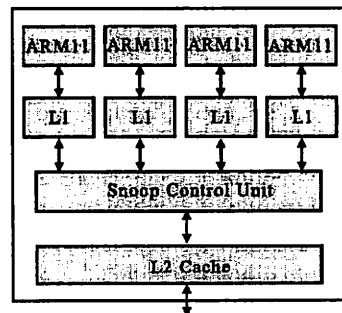 ARM11 ARM11 ARM11 ARM11
L1 L1 L1 L1
Snoop Control Unit
L2 Cache